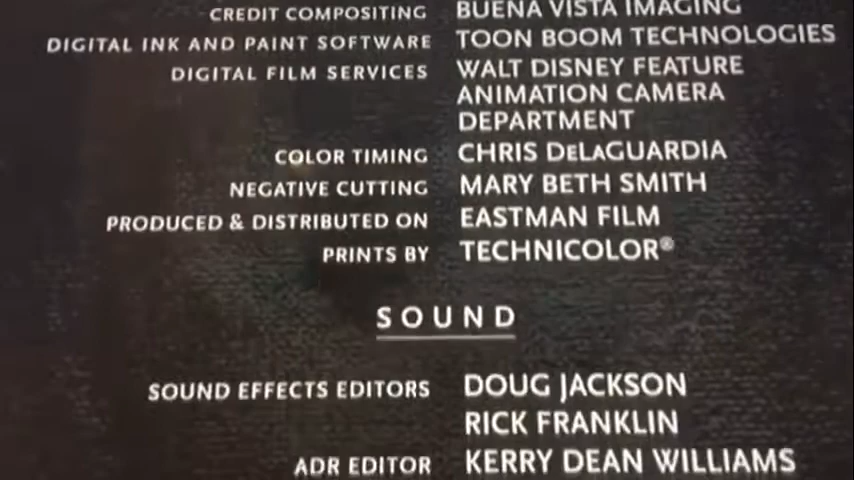 CREDIT COMPOSITING BUENA VISTA IMAGING
DIGITAL INK AND PAINT SOFTWARE TOON BOOM TECHNOLOGIES
DIGITAL FILM SERVICES WALT DISNEY FEATURE
ANIMATION CAMERA
DEPARTMENT
COLOR TIMING CHRIS DELAGUARDIA
NEGATIVE CUTTING MARY BETH SMITH
PRODUCED & DISTRIBUTED ON EASTMAN FILM
PRINTS BY TECHNICOLOR®
SOUND
SOUND EFFECTS EDITORS DOUG JACKSON
RICK FRANKLIN
ADR EDITOR KERRY DEAN WILLIAMS